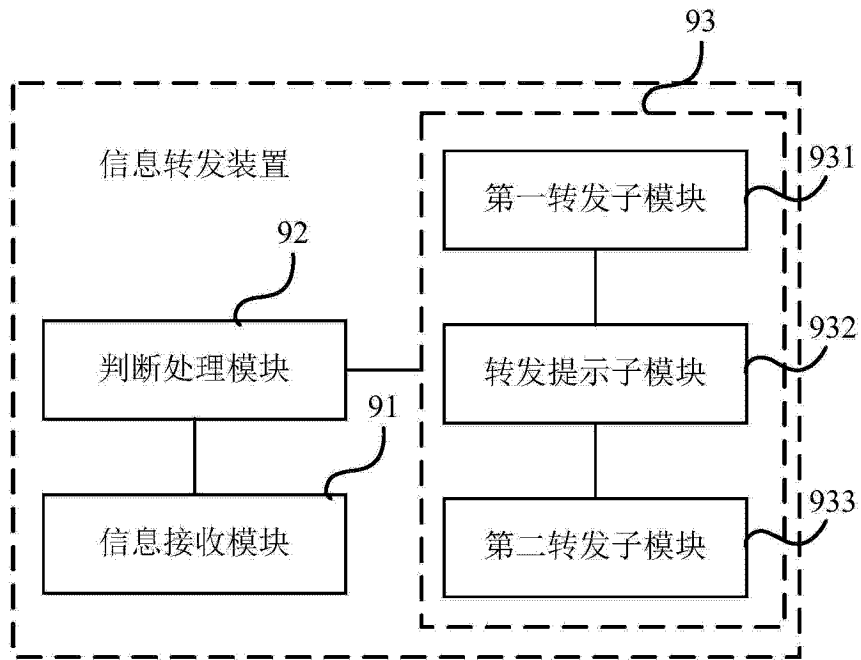 93
信息转发装置
931
第一转发子模块
92
932
判断处理模块
转发提示子模块
91
933
信息接收模块
第二转发子模块